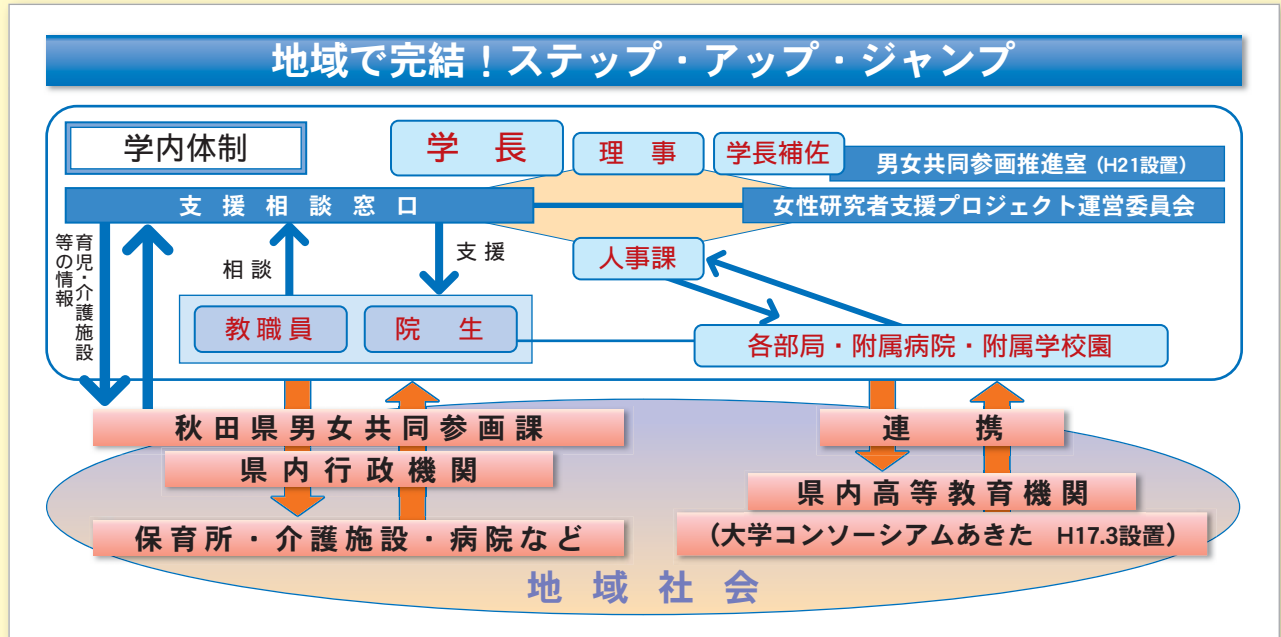 地域で完結！ステップ・アップ・ジャンプ
学内体制
学長
理事
学長補佐
男女共同参画推進室（H21設置）
支援相談窓口
女性研究者支援プロジェクト運営委員会
育児・介護施設
等の情報
相談
支援
人事課
教職員
院生
各部局・附属病院・附属学校園
秋田県男女共同参画課
連携
県内行政機関
県内高等教育機関
保育所・介護施設・病院など
（大学コンソーシアムあきた　H17.3設置）
地域社会